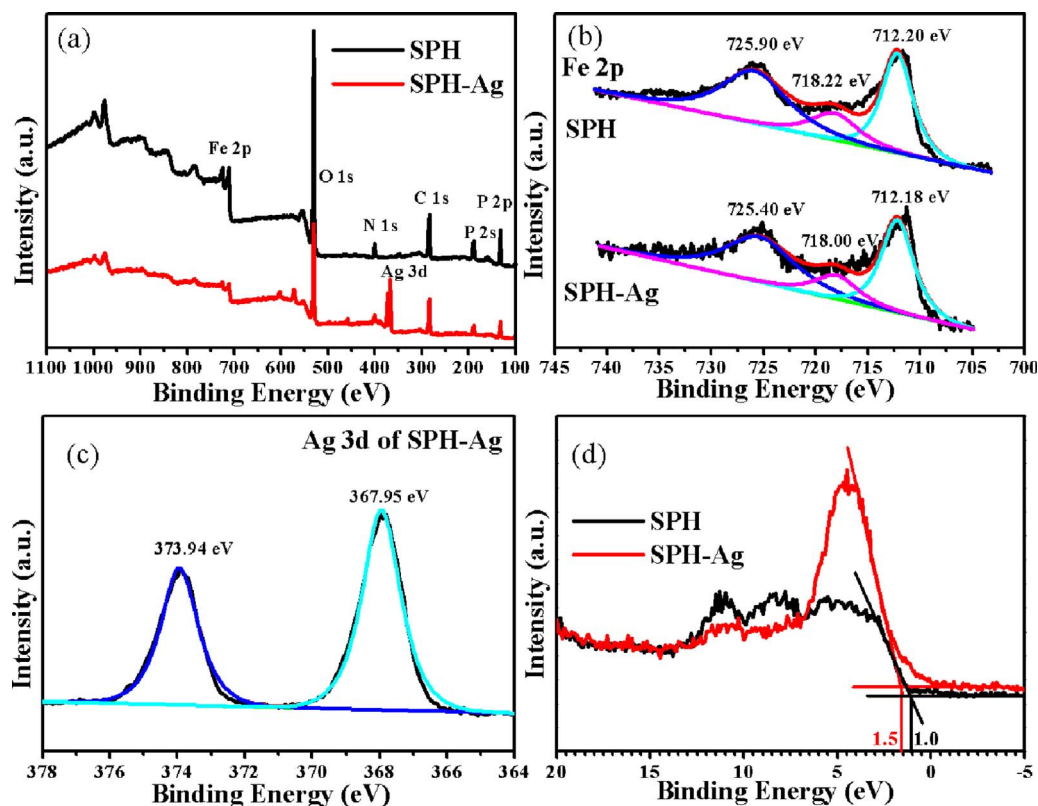 (a)
SPH
SPH-Ag
Fe 2p
O 1s
N 1s
C 1s
P 2p
P 2s
Ag 3d
Intensity (a.u.)
1100 1000 900 800 700 600 500 400 300 200 100
Binding Energy (eV)
(b)
725.90 eV
718.22 eV
712.20 eV
Fe 2p
SPH
725.40 eV
718.00 eV
712.18 eV
SPH-Ag
Intensity (a.u.)
745 740 735 730 725 720 715 710 705 700
Binding Energy (eV)
(c)
Ag 3d of SPH-Ag
373.94 eV
367.95 eV
Intensity (a.u.)
378 376 374 372 370 368 366 364
Binding Energy (eV)
(d)
SPH
SPH-Ag
1.5
1.0
Intensity (a.u.)
20 15 10 5 0 -5
Binding Energy (eV)